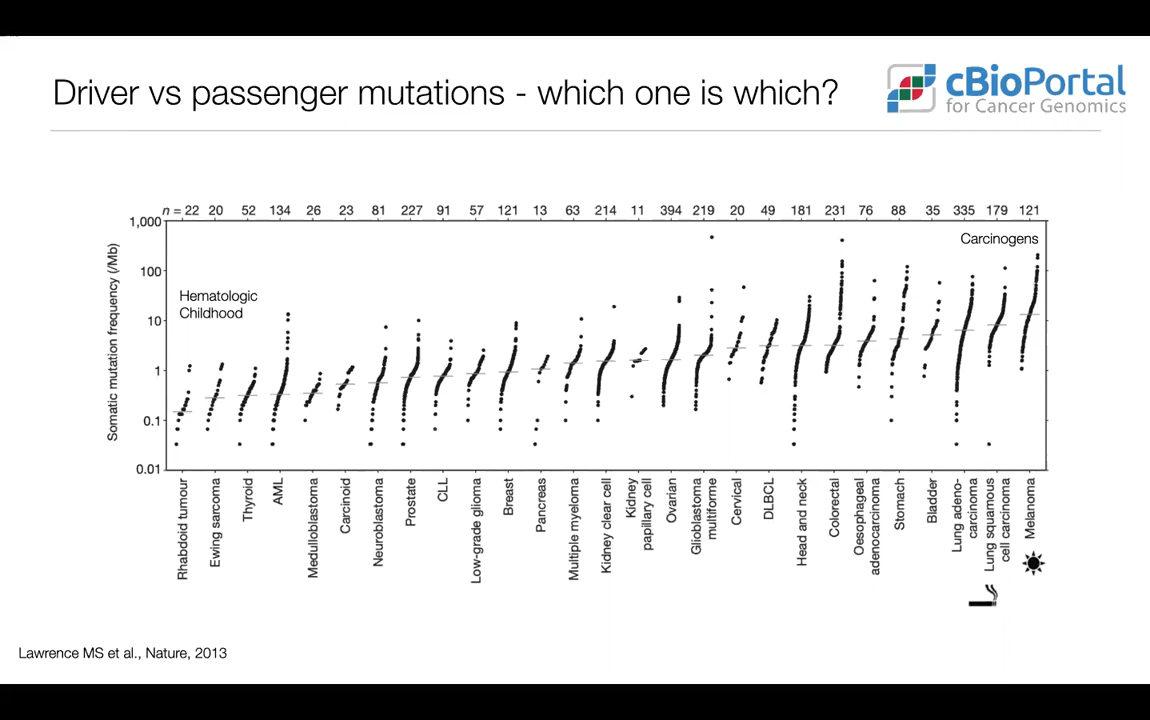 Driver vs passenger mutations - which one is which?
cBioPortal
for Cancer Genomics
n = 22 20 52 134 26 23 81 227 91 57 121 13 63 214 11 394 219 20 49 181 231 76 88 35 335 179 121
Somatic mutation frequency (/Mb)
1,000
100
10
1
0.1
0.01
Hematologic
Childhood
Carcinogens
Rhabdoid tumour
Ewing sarcoma
Thyroid
AML
Medulloblastoma
Carcinoid
Neuroblastoma
Prostate
CLL
Low-grade glioma
Breast
Pancreas
Multiple myeloma
Kidney clear cell
Kidney
papillary cell
Ovarian
Glioblastoma
multiforme
Cervical
DLBCL
Head and neck
Colorectal
Oesophageal
adenocarcinoma
Stomach
Bladder
Lung adeno-
carcinoma
Lung squamous
cell carcinoma
Melanoma
Lawrence MS et al., Nature, 2013